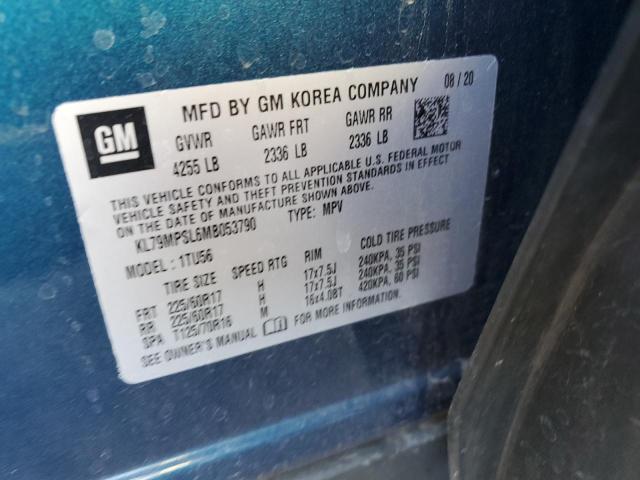 GM
MFD BY GM KOREA COMPANY 08 / 20
GVWR GAWR FRT GAWR RR
4255 LB 2336 LB 2336 LB
THIS VEHICLE CONFORMS TO ALL APPLICABLE U.S. FEDERAL MOTOR
VEHICLE SAFETY AND THEFT PREVENTION STANDARDS IN EFFECT
ON THE DATE OF MANUFACTURE SHOWN ABOVE.
KL79MPSL6MB053790 TYPE: MPV
MODEL: 1TU56
TIRE SIZE SPEED RTG RIM COLD TIRE PRESSURE
FRT 225/60R17 H 17x7.5J 240KPA, 35 PSI
RR 225/60R17 H 17x7.5J 240KPA, 35 PSI
SPA T125/70R16 M 16x4.0BT 420KPA, 60 PSI
SEE OWNER'S MANUAL FOR MORE INFORMATION.